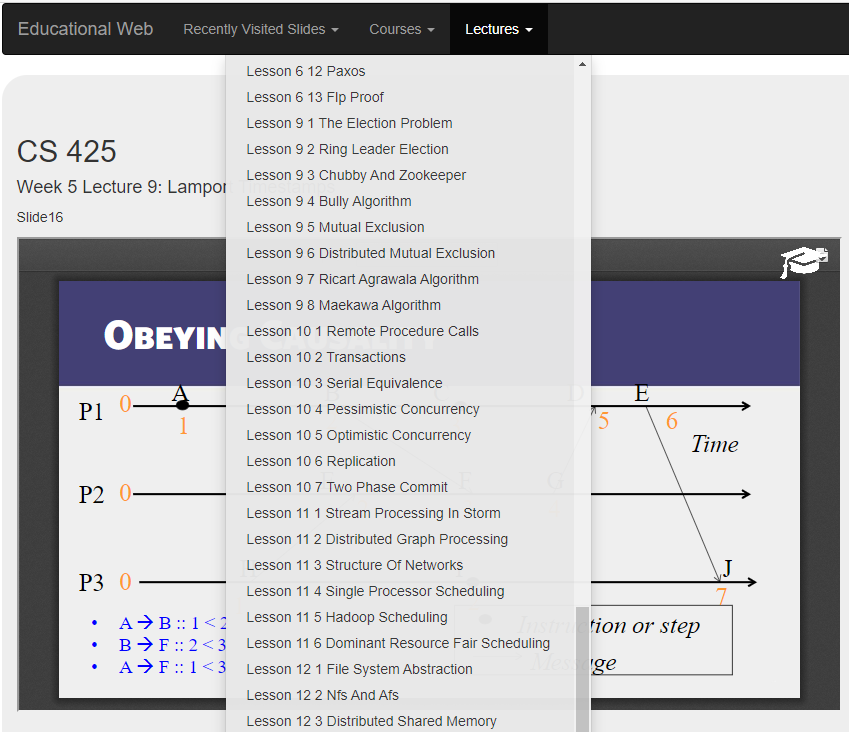 Educational Web Recently Visited Slides Courses Lectures
Lesson 6 12 Paxos
Lesson 6 13 Flp Proof
Lesson 9 1 The Election Problem
Lesson 9 2 Ring Leader Election
Lesson 9 3 Chubby And Zookeeper
Lesson 9 4 Bully Algorithm
Lesson 9 5 Mutual Exclusion
Lesson 9 6 Distributed Mutual Exclusion
Lesson 9 7 Ricart Agrawala Algorithm
Lesson 9 8 Maekawa Algorithm
Lesson 10 1 Remote Procedure Calls
Lesson 10 2 Transactions
Lesson 10 3 Serial Equivalence
Lesson 10 4 Pessimistic Concurrency
Lesson 10 5 Optimistic Concurrency
Lesson 10 6 Replication
Lesson 10 7 Two Phase Commit
Lesson 11 1 Stream Processing In Storm
Lesson 11 2 Distributed Graph Processing
Lesson 11 3 Structure Of Networks
Lesson 11 4 Single Processor Scheduling
Lesson 11 5 Hadoop Scheduling
Lesson 11 6 Dominant Resource Fair Scheduling
Lesson 12 1 File System Abstraction
Lesson 12 2 Nfs And Afs
Lesson 12 3 Distributed Shared Memory
CS 425
Week 5 Lecture 9: Lampor
Slide16
OBEYING CAUSALITY
A D E
P1 0 1 5 6
Time
P2 0 G
P3 0 J
7
• A → B :: 1 < 2
• B → F :: 2 < 3
• A → F :: 1 < 3
Instruction or step
Message